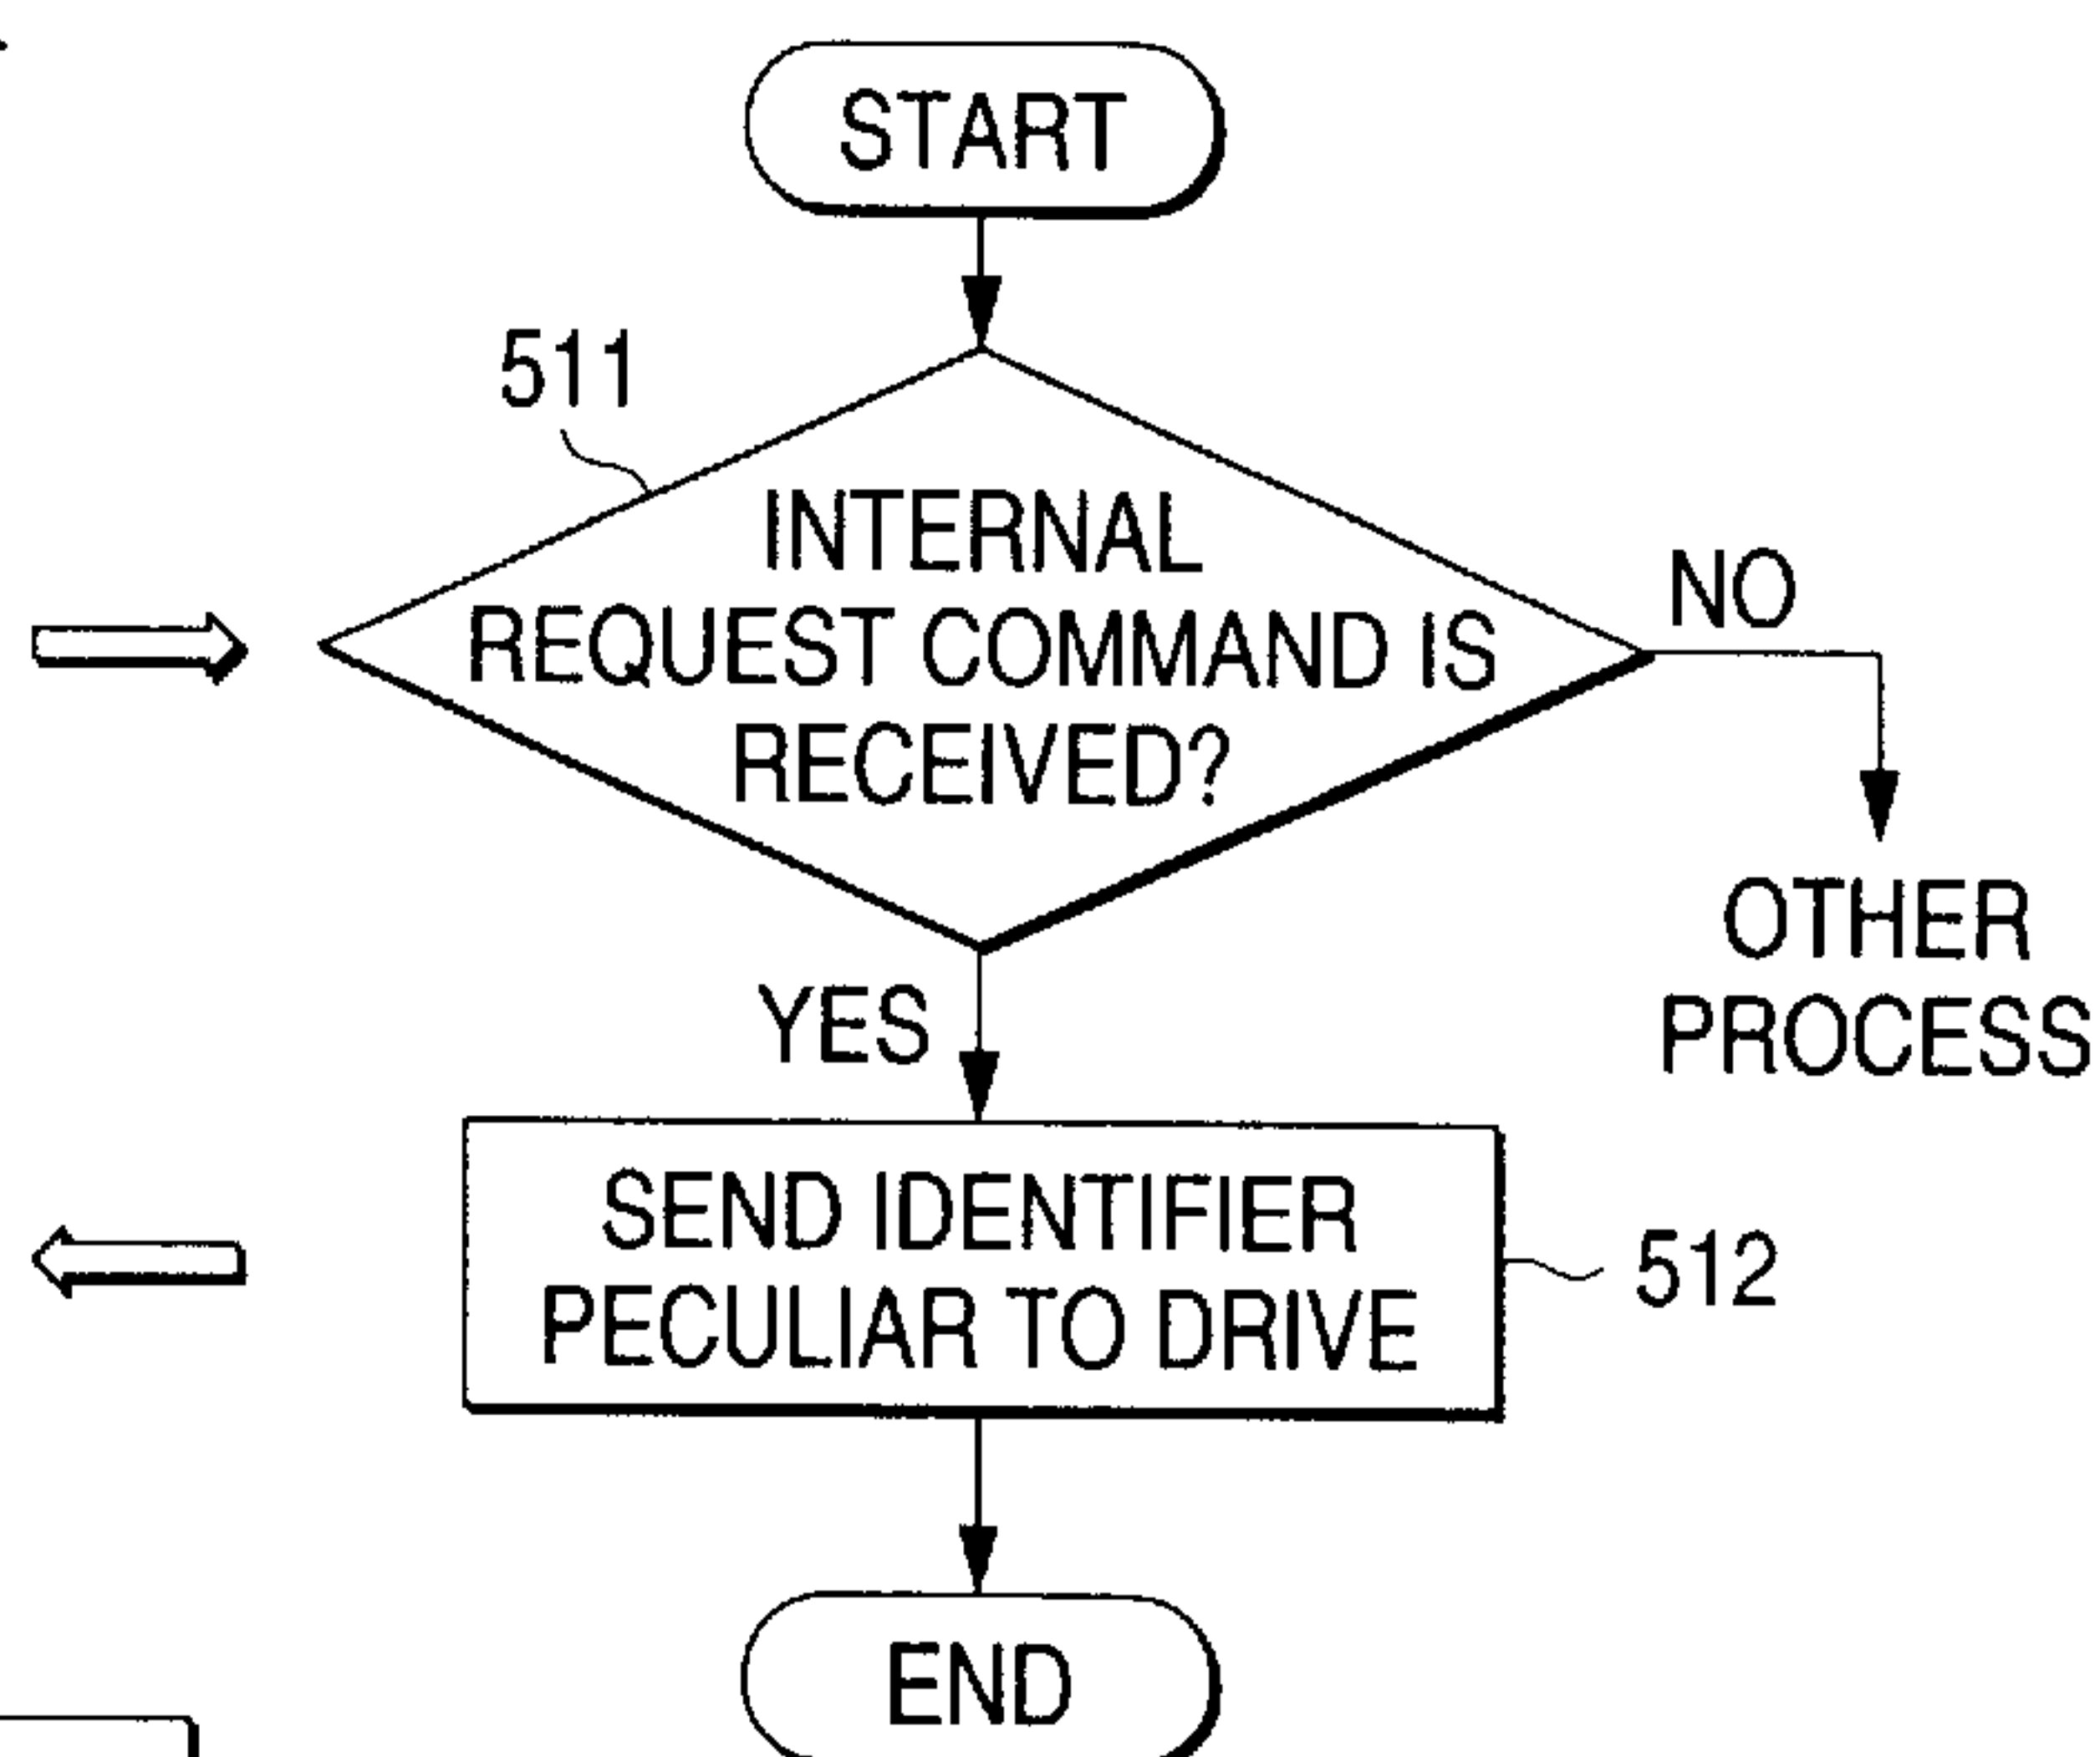 START
511
INTERNAL
REQUEST COMMAND IS
RECEIVED?
NO
OTHER
PROCESS
YES
SEND IDENTIFIER
PECULIAR TO DRIVE
512
END